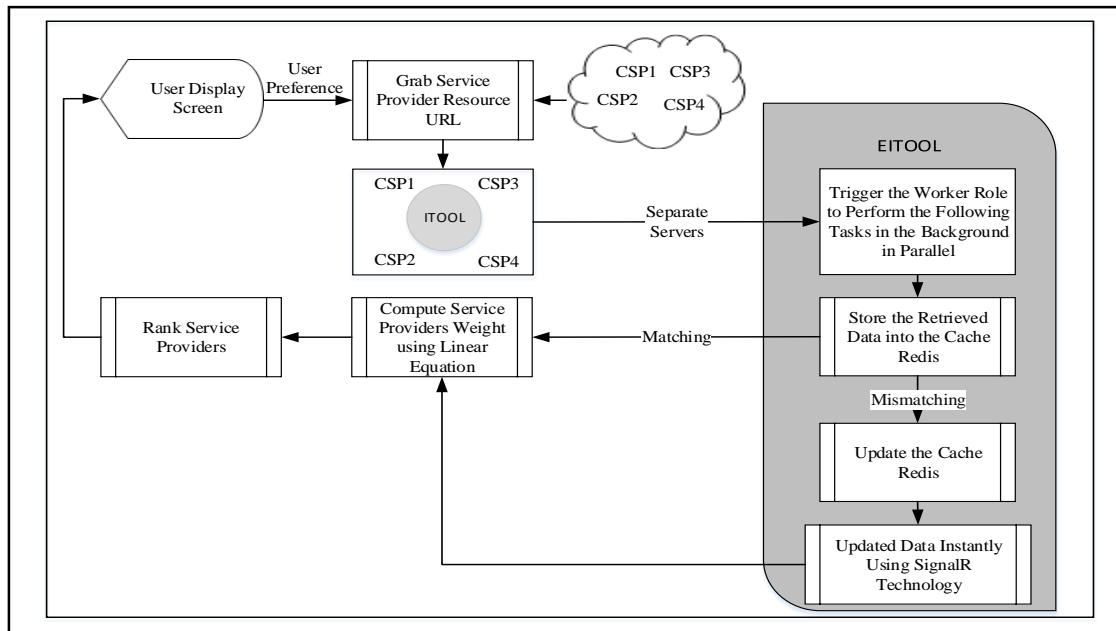 User Display
Screen
User
Preference
Grab Service
Provider Resource
URL
CSP1 CSP3
CSP2 CSP4
EITOOL
CSP1 CSP3
ITOOL
CSP2 CSP4
Separate
Servers
Trigger the Worker Role
to Perform the Following
Tasks in the Background
in Parallel
Rank Service
Providers
Compute Service
Providers Weight
using Linear
Equation
Matching
Store the Retrieved
Data into the Cache
Redis
Mismatching
Update the Cache
Redis
Updated Data Instantly
Using SignalR
Technology